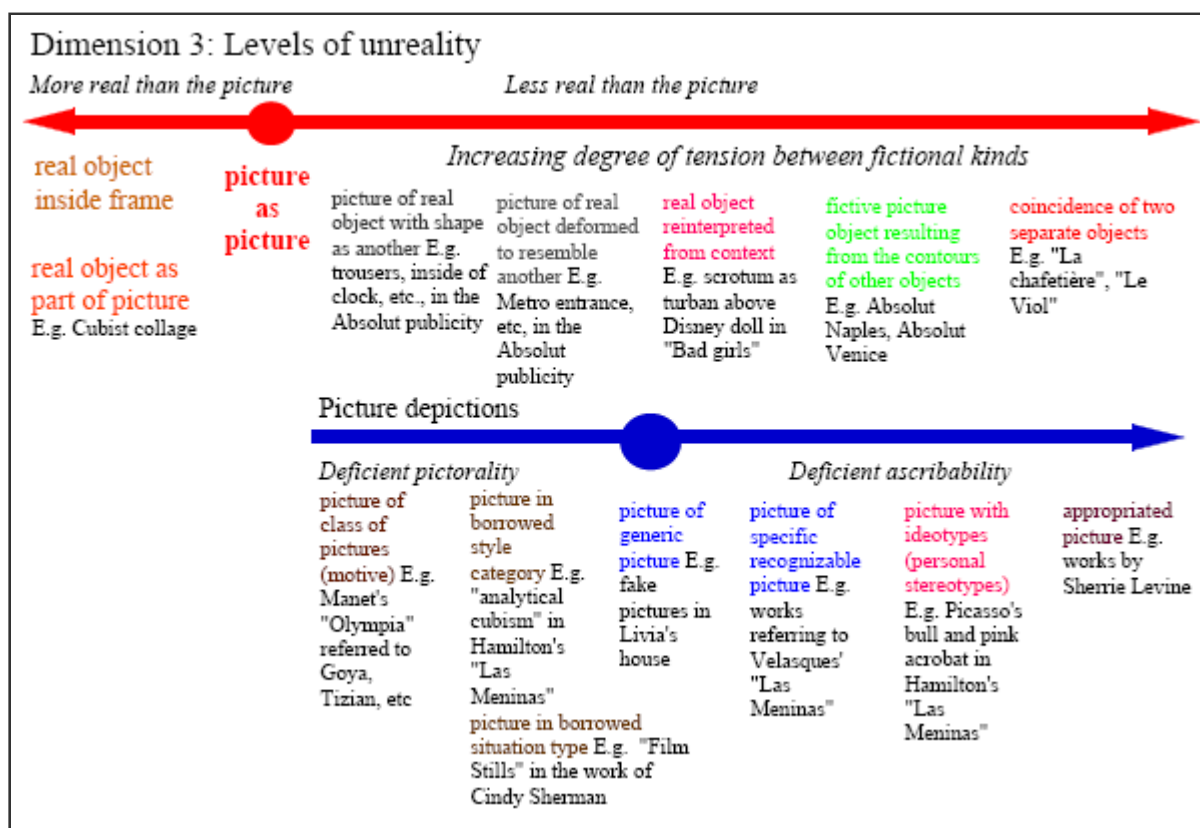 Dimension 3: Levels of unreality
More real than the picture
Less real than the picture
Increasing degree of tension between fictional kinds
real object
inside frame
real object as
part of picture
E.g. Cubist collage
picture
as
picture
picture of real
object with shape
as another E.g.
trousers, inside of
clock, etc., in the
Absolut publicity
picture of real
object deformed
to resemble
another E.g.
Metro entrance,
etc, in the
Absolut
publicity
real object
reinterpreted
from context
E.g. scrotum as
turban above
Disney doll in
"Bad girls"
fictive picture
object resulting
from the contours
of other objects
E.g. Absolut
Naples, Absolut
Venice
coincidence of two
separate objects
E.g. "La
chafetière", "Le
Viol"
Picture depictions
Deficient pictorality
Deficient ascribability
picture of
class of
pictures
(motive) E.g.
Manet's
"Olympia"
referred to
Goya,
Tizian, etc
picture in
borrowed
style
category E.g.
"analytical
cubism" in
Hamilton's
"Las
Meninas"
picture in borrowed
situation type E.g. "Film
Stills" in the work of
Cindy Sherman
picture of
generic
picture E.g.
fake
pictures in
Livia's
house
picture of
specific
recognizable
picture E.g.
works
referring to
Velasques'
"Las
Meninas"
picture with
ideotypes
(personal
stereotypes)
E.g. Picasso's
bull and pink
acrobat in
Hamilton's
"Las
Meninas"
appropriated
picture E.g.
works by
Sherrie Levine